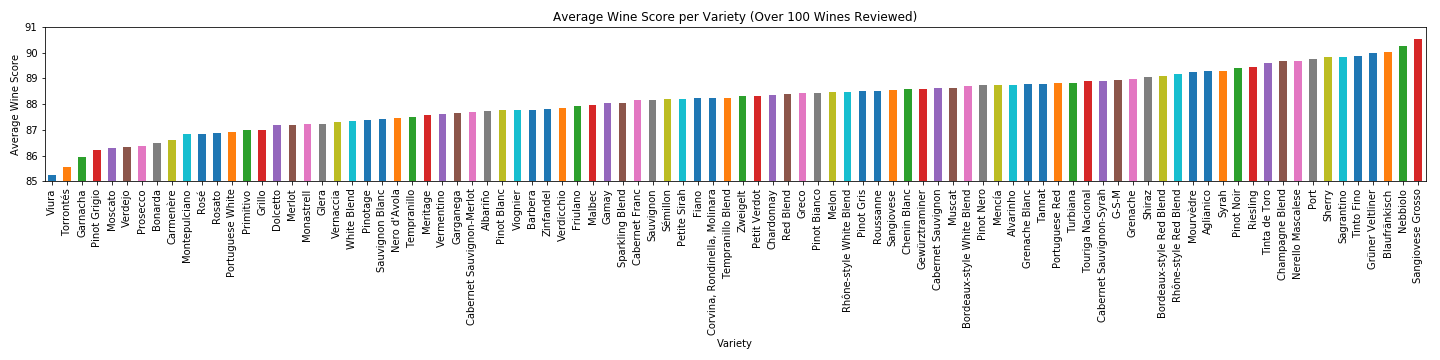 Average Wine Score per Variety (Over 100 Wines Reviewed)
Average Wine Score
91
90
89
88
87
86
85
Viura
Torrontés
Garnacha
Pinot Grigio
Moscato
Verdejo
Prosecco
Bonarda
Carmenère
Montepulciano
Rosé
Rosato
Portuguese White
Primitivo
Grillo
Dolcetto
Merlot
Monastrell
Glera
Vernaccia
White Blend
Pinotage
Sauvignon Blanc
Nero d'Avola
Tempranillo
Meritage
Vermentino
Garganega
Cabernet Sauvignon-Merlot
Albariño
Pinot Blanc
Viognier
Barbera
Zinfandel
Verdicchio
Friulano
Malbec
Gamay
Sparkling Blend
Cabernet Franc
Sauvignon
Sémillon
Petite Sirah
Fiano
Corvina, Rondinella, Molinara
Tempranillo Blend
Zweigelt
Petit Verdot
Chardonnay
Red Blend
Greco
Pinot Bianco
Melon
Rhône-style White Blend
Pinot Gris
Roussanne
Sangiovese
Chenin Blanc
Gewürztraminer
Cabernet Sauvignon
Muscat
Bordeaux-style White Blend
Pinot Nero
Mencía
Alvarinho
Grenache Blanc
Tannat
Portuguese Red
Turbiana
Touriga Nacional
Cabernet Sauvignon-Syrah
G-S-M
Grenache
Shiraz
Bordeaux-style Red Blend
Rhône-style Red Blend
Mourvèdre
Aglianico
Syrah
Pinot Noir
Riesling
Tinta de Toro
Champagne Blend
Nerello Mascalese
Port
Sherry
Sagrantino
Tinto Fino
Grüner Veltliner
Blaufränkisch
Nebbiolo
Sangiovese Grosso
Variety